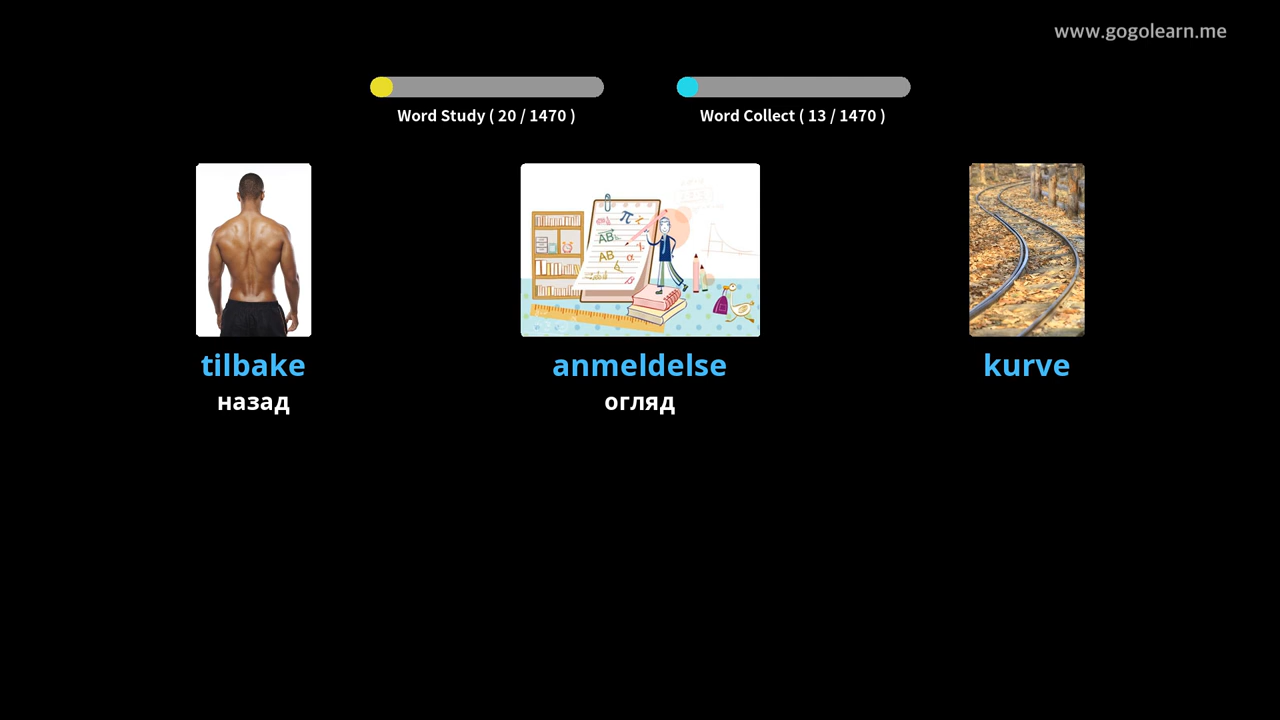 www.gogolearn.me
Word Study ( 20 / 1470 )
Word Collect ( 13 / 1470 )
tilbake
anmeldelse
kurve
назад
огляд